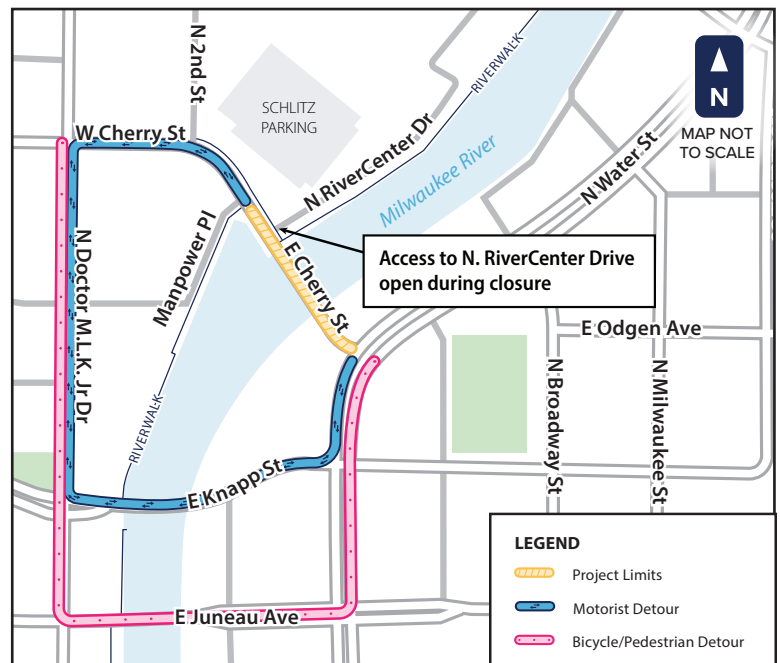 N 2nd St
W Cherry St
SCHLITZ
PARKING
RIVERWALK
N RiverCenter Dr
Milwaukee River
N Water St
N
MAP NOT
TO SCALE
Manpower Pl
E Cherry St
Access to N. RiverCenter Drive
open during closure
N Doctor M.L.K. Jr Dr
E Odgen Ave
N Broadway St
N Milwaukee St
RIVERWALK
E Knapp St
E Juneau Ave
LEGEND
Project Limits
Motorist Detour
Bicycle/Pedestrian Detour